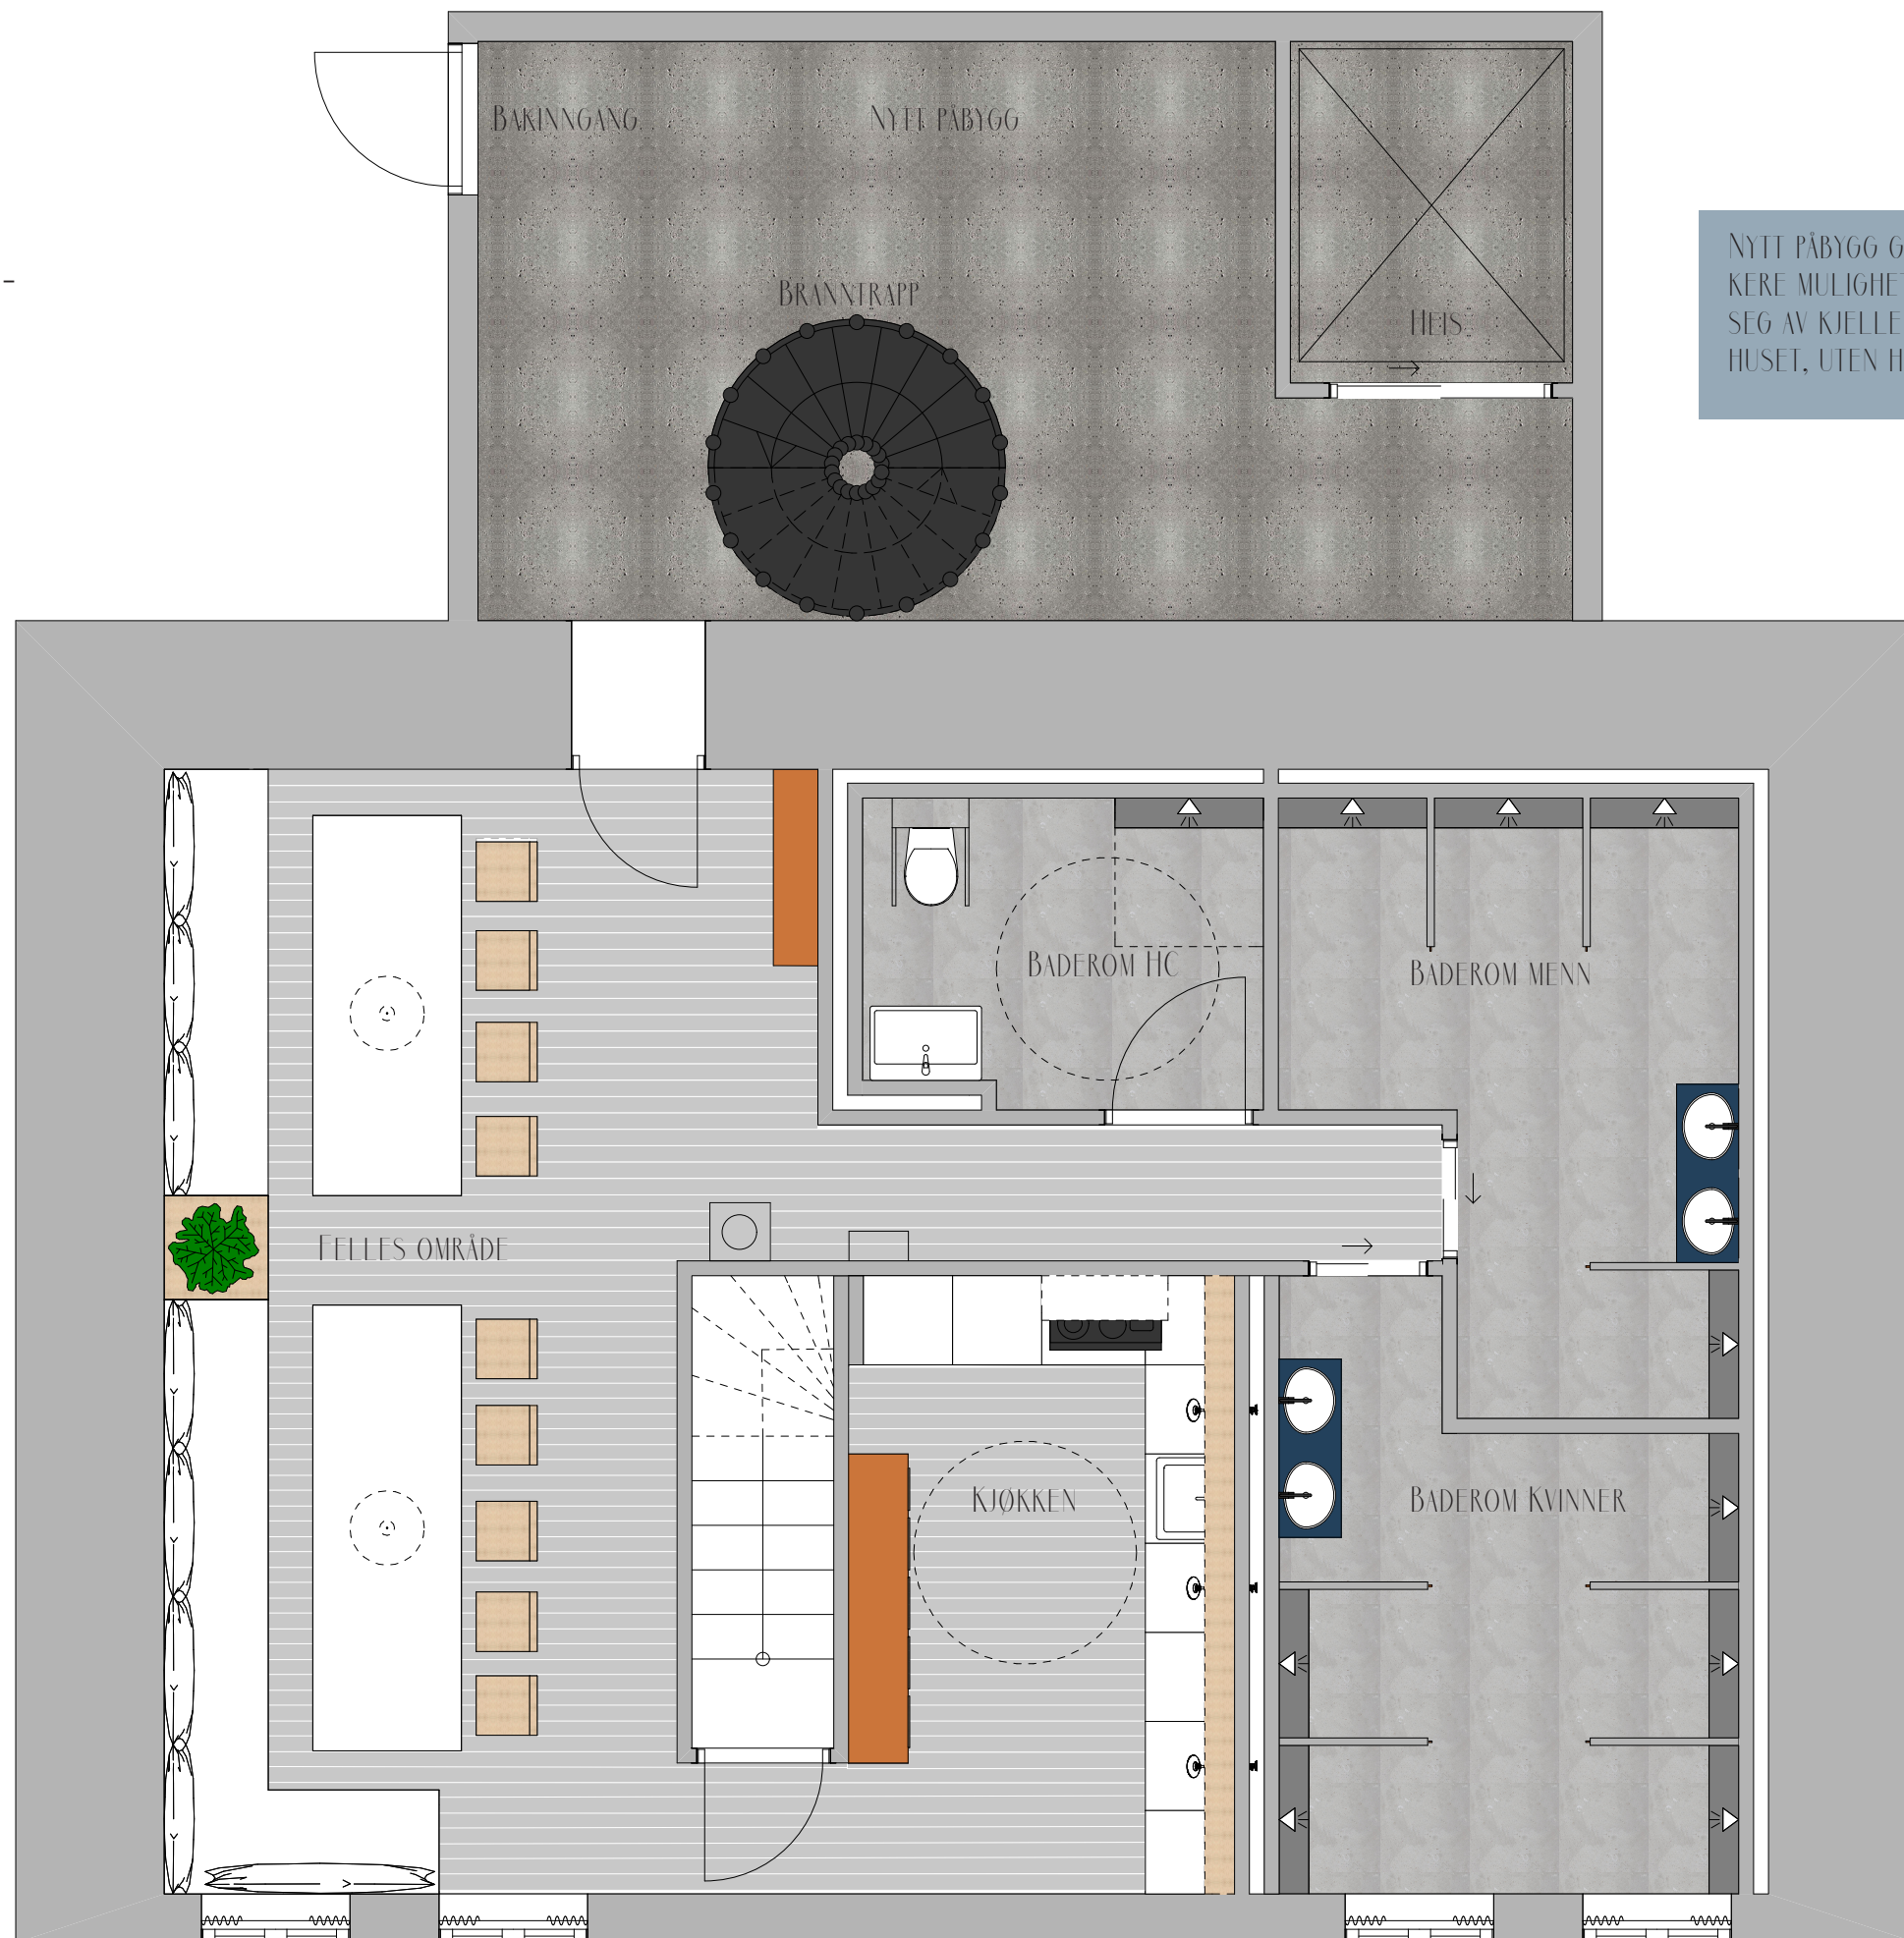 Bakinngang
Nytt påbygg
Branntrapp
Heis
Nytt påbygg g
kere mulighe
seg av kjelle
huset, uten h
Baderom HC
Baderom menn
Felles område
Kjøkken
Baderom Kvinner